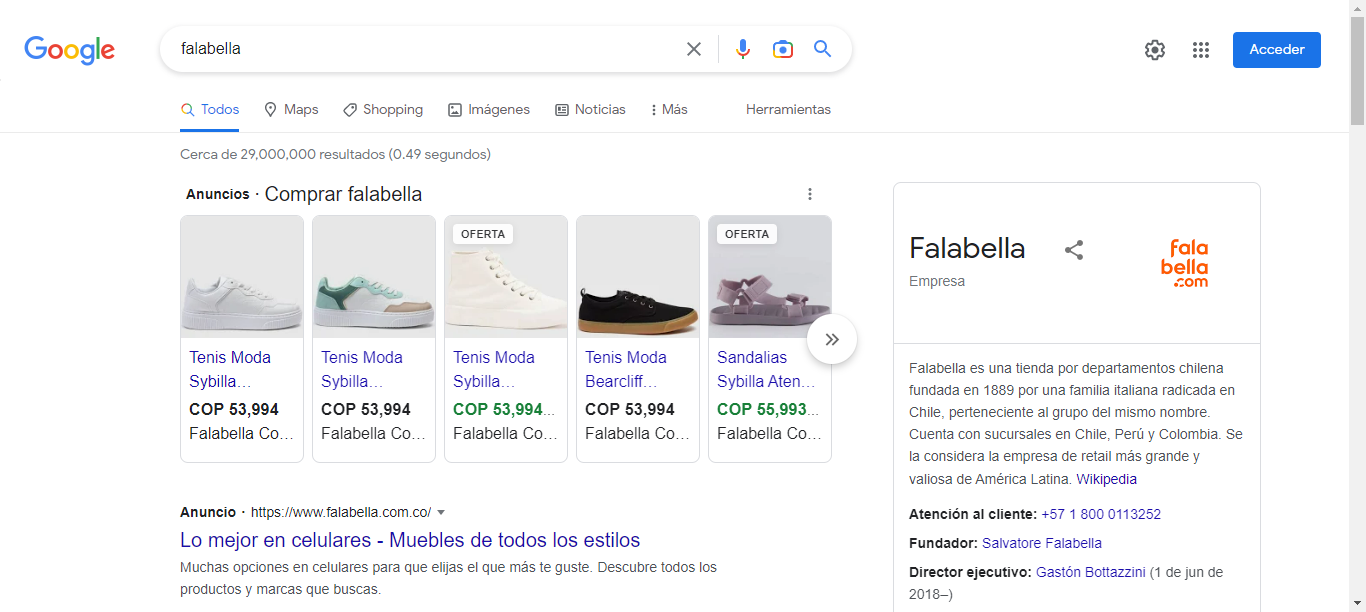 Google
falabella
Acceder
Todos
Maps
Shopping
Imágenes
Noticias
Más
Herramientas
Cerca de 29,000,000 resultados (0.49 segundos)
Anuncios · Comprar falabella
Tenis Moda
Sybilla…
COP 53,994
Falabella Co…
Tenis Moda
Sybilla…
COP 53,994
Falabella Co…
OFERTA
Tenis Moda
Sybilla…
COP 53,994…
Falabella Co…
Tenis Moda
Bearcliff…
COP 53,994
Falabella Co…
OFERTA
Sandalias
Sybilla Aten…
COP 55,993…
Falabella Co…
Anuncio · https://www.falabella.com.co/
Lo mejor en celulares - Muebles de todos los estilos
Muchas opciones en celulares para que elijas el que más te guste. Descubre todos los
productos y marcas que buscas.
Falabella
Empresa
fala
bella
.com
Falabella es una tienda por departamentos chilena
fundada en 1889 por una familia italiana radicada en
Chile, perteneciente al grupo del mismo nombre.
Cuenta con sucursales en Chile, Perú y Colombia. Se
la considera la empresa de retail más grande y
valiosa de América Latina. Wikipedia
Atención al cliente: +57 1 800 0113252
Fundador: Salvatore Falabella
Director ejecutivo: Gastón Bottazzini (1 de jun de
2018–)